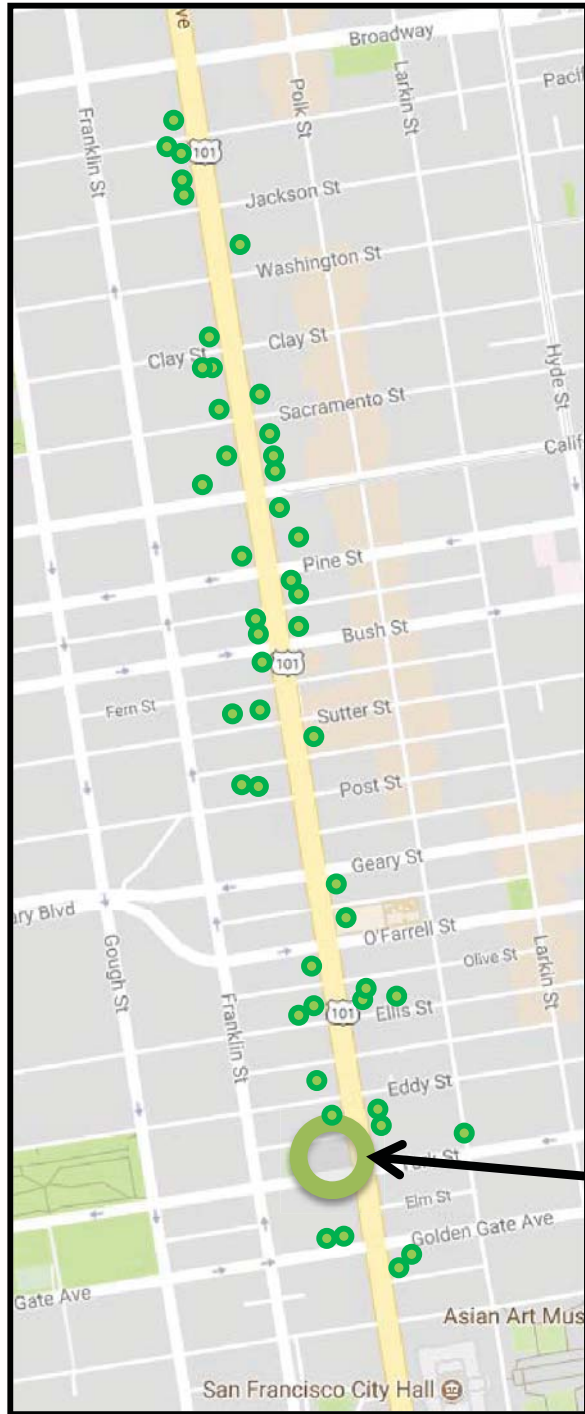 ve
Broadway
Polk St
Larkin St
Pacifi
Franklin St
101
Jackson St
Washington St
Clay St
Clay St
Hyde St
Sacramento St
Calif
Pine St
Bush St
101
Fern St
Sutter St
Post St
Geary St
ary Blvd
O'Farrell St
Olive St
Gough St
Larkin St
Franklin St
101
Ellis St
Eddy St
St
Elm St
Golden Gate Ave
Gate Ave
Asian Art Mus
San Francisco City Hall